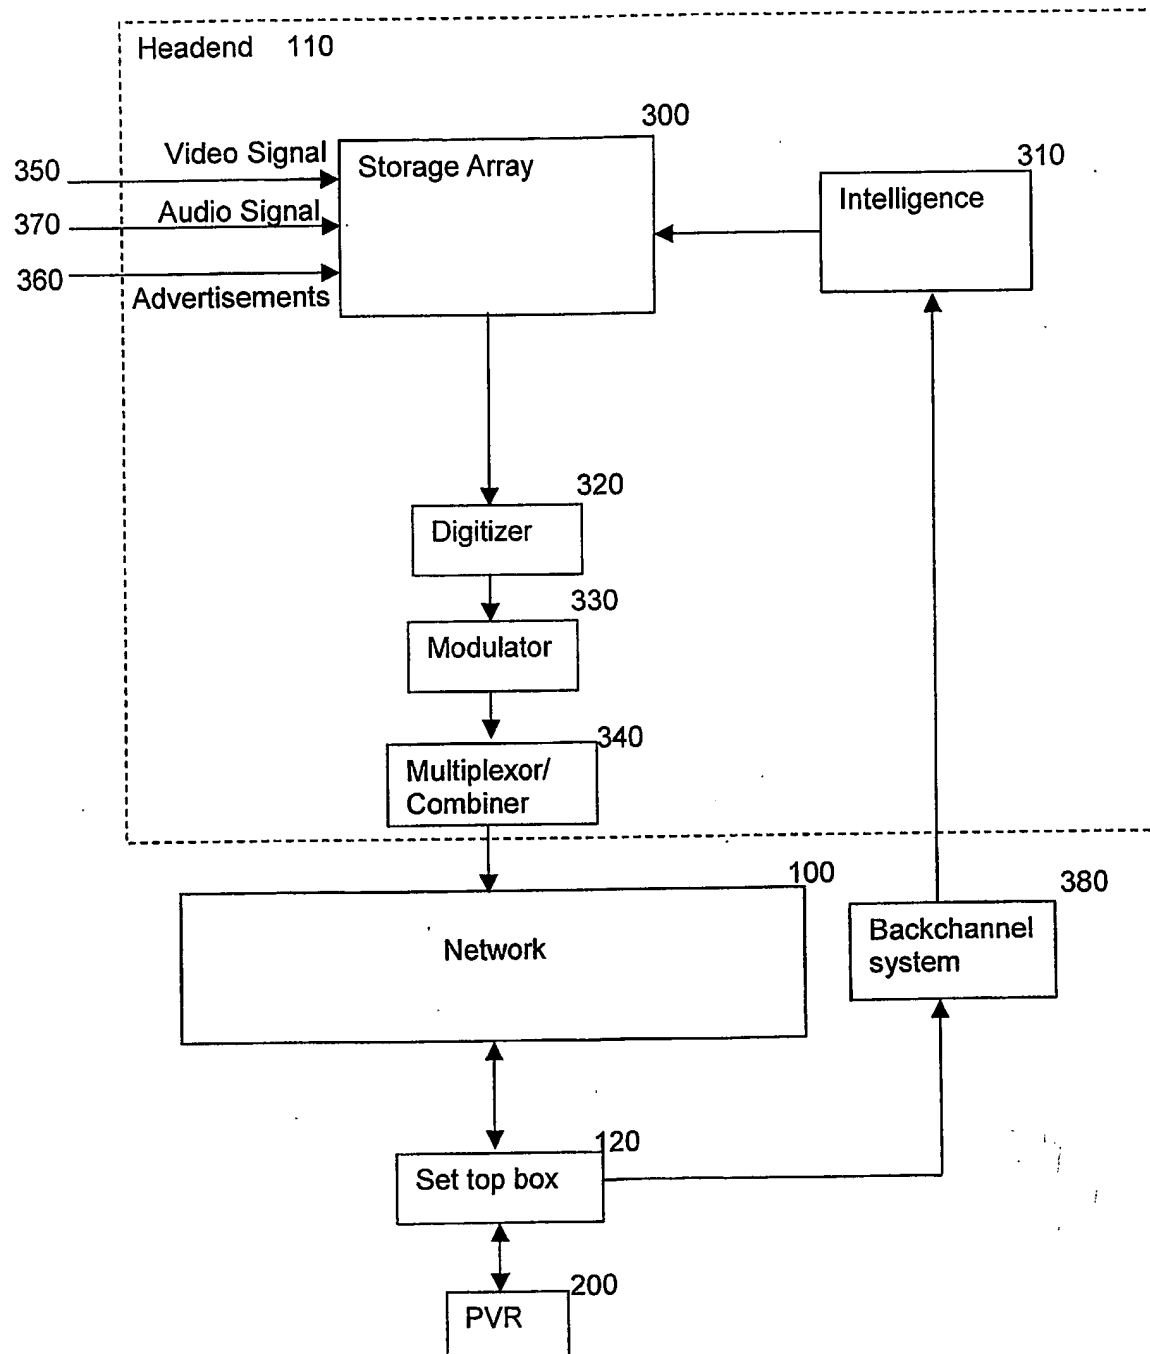 Headend 110
300
Storage Array
310
Intelligence
350
Video Signal
370
Audio Signal
360
Advertisements
320
Digitizer
330
Modulator
340
Multiplexor/
Combiner
100
Network
380
Backchannel
system
120
Set top box
200
PVR